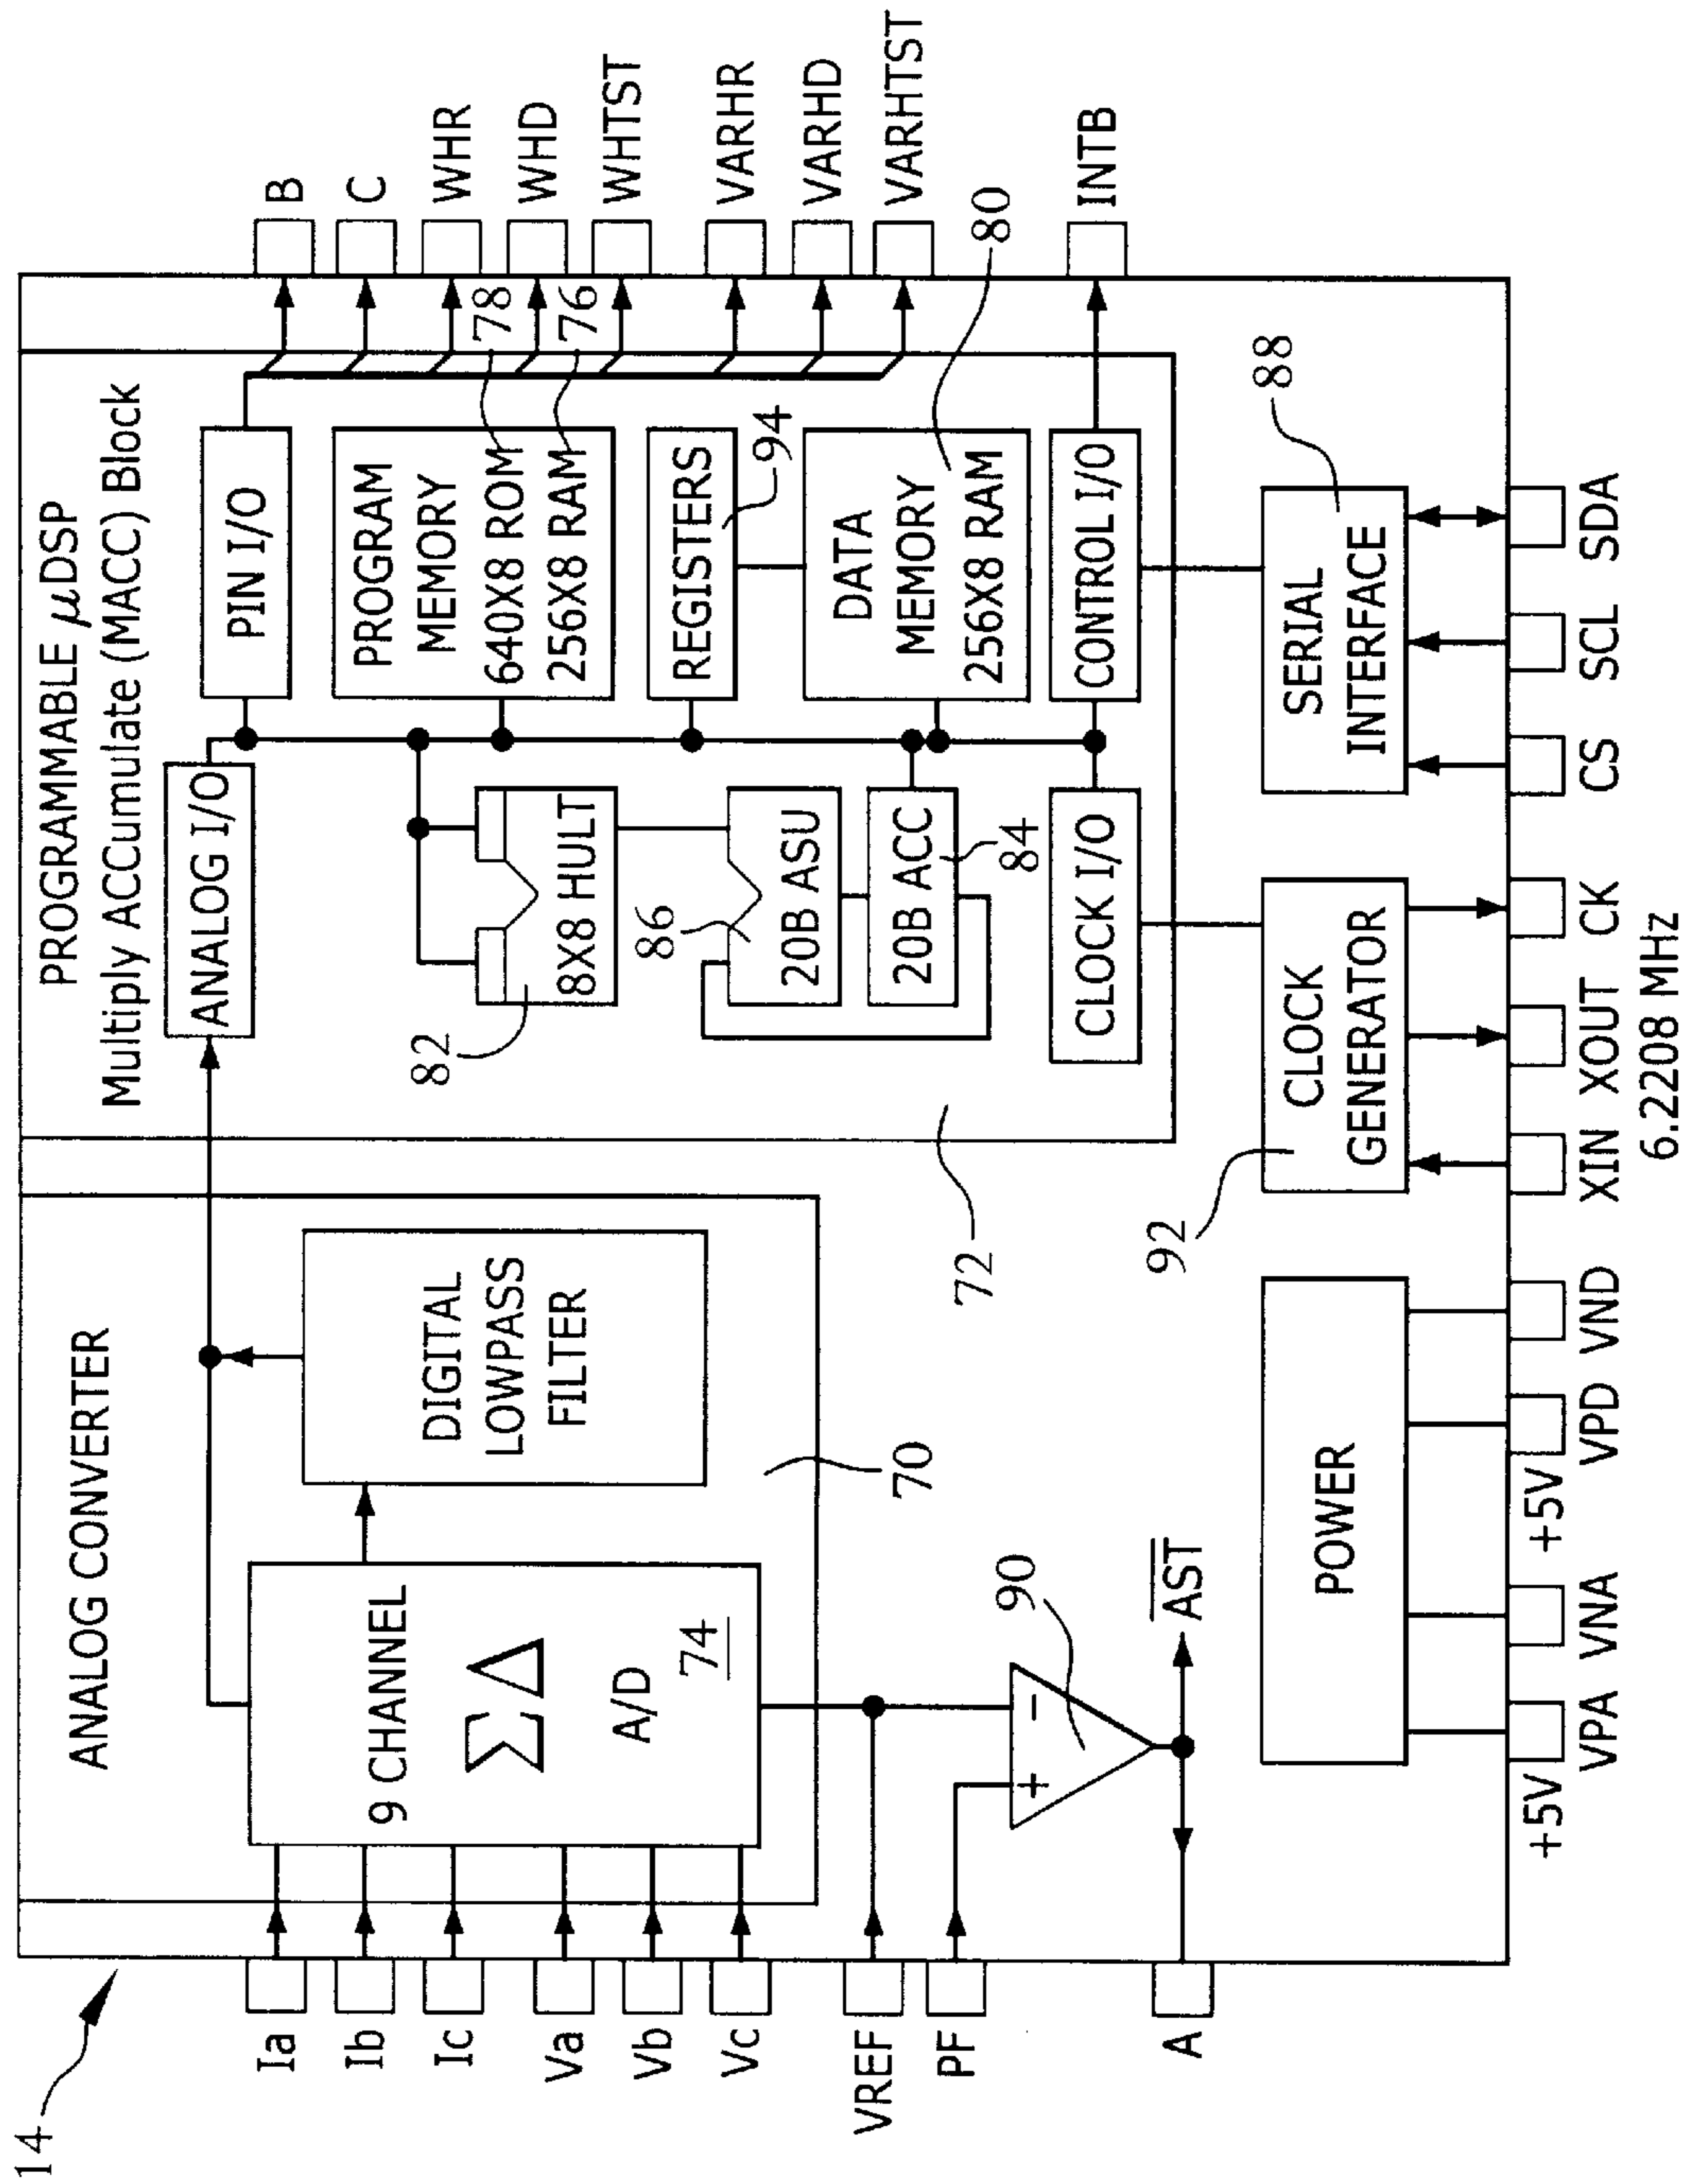 14
ANALOG CONVERTER
PROGRAMMABLE μDSP
Multiply ACCumulate (MACC) Block
Ia
Ib
Ic
Va
Vb
Vc
VREF
PF
A
9 CHANNEL
ΣΔ
A/D
74
DIGITAL
LOWPASS
FILTER
70
72
+
−
90
AST
ANALOG I/O
PIN I/O
82
8X8 HULT
86
20B ASU
20B ACC
84
CLOCK I/O
PROGRAM
MEMORY
640X8 ROM
256X8 RAM
78
76
REGISTERS
94
DATA
MEMORY
256X8 RAM
80
CONTROL I/O
B
C
WHR
WHD
WHTST
VARHR
VARHD
VARHTST
INTB
POWER
92
CLOCK
GENERATOR
SERIAL
INTERFACE
88
+5V
VPA
VNA
+5V
VPD
VND
XIN
XOUT
CK
6.2208 MHz
CS
SCL
SDA